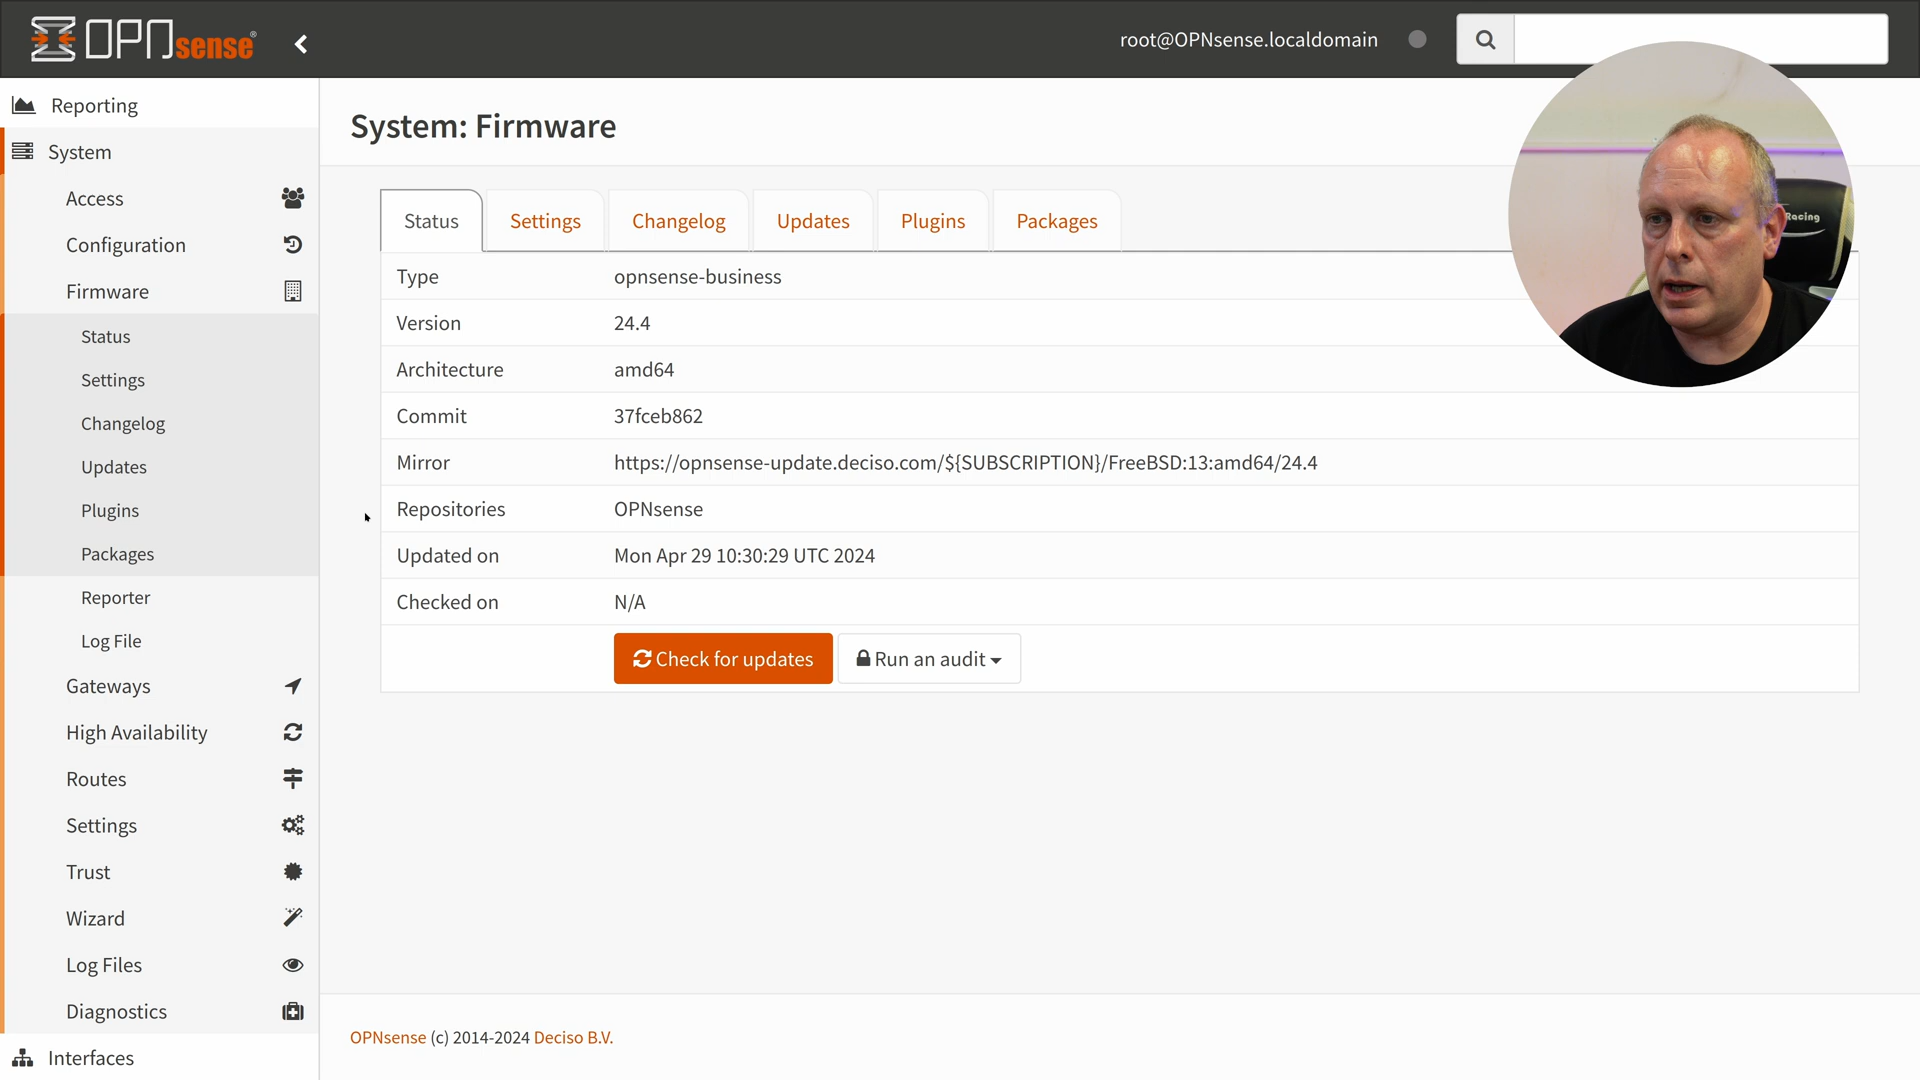 OPNsense®
root@OPNsense.localdomain
Reporting
System
Access
Configuration
Firmware
Status
Settings
Changelog
Updates
Plugins
Packages
Reporter
Log File
Gateways
High Availability
Routes
Settings
Trust
Wizard
Log Files
Diagnostics
Interfaces
System: Firmware
Status Settings Changelog Updates Plugins Packages
Type opnsense-business
Version 24.4
Architecture amd64
Commit 37fceb862
Mirror https://opnsense-update.deciso.com/${SUBSCRIPTION}/FreeBSD:13:amd64/24.4
Repositories OPNsense
Updated on Mon Apr 29 10:30:29 UTC 2024
Checked on N/A
Check for updates Run an audit
Racing
OPNsense (c) 2014-2024 Deciso B.V.